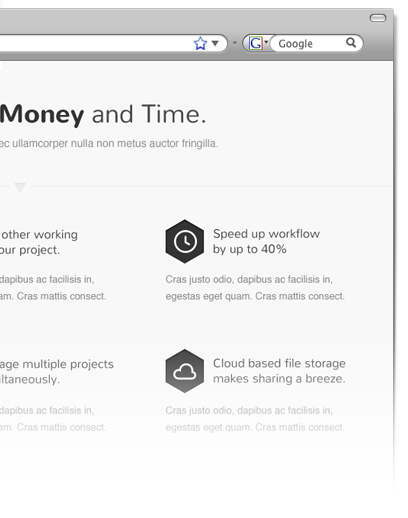 G Google
Money and Time.
ec ullamcorper nulla non metus auctor fringilla.
other working
our project.
Speed up workflow
by up to 40%
dapibus ac facilisis in,
am. Cras mattis consect.
Cras justo odio, dapibus ac facilisis in,
egestas eget quam. Cras mattis consect.
age multiple projects
ltaneously.
Cloud based file storage
makes sharing a breeze.
dapibus ac facilisis in,
am. Cras mattis consect.
Cras justo odio, dapibus ac facilisis in,
egestas eget quam. Cras mattis consect.